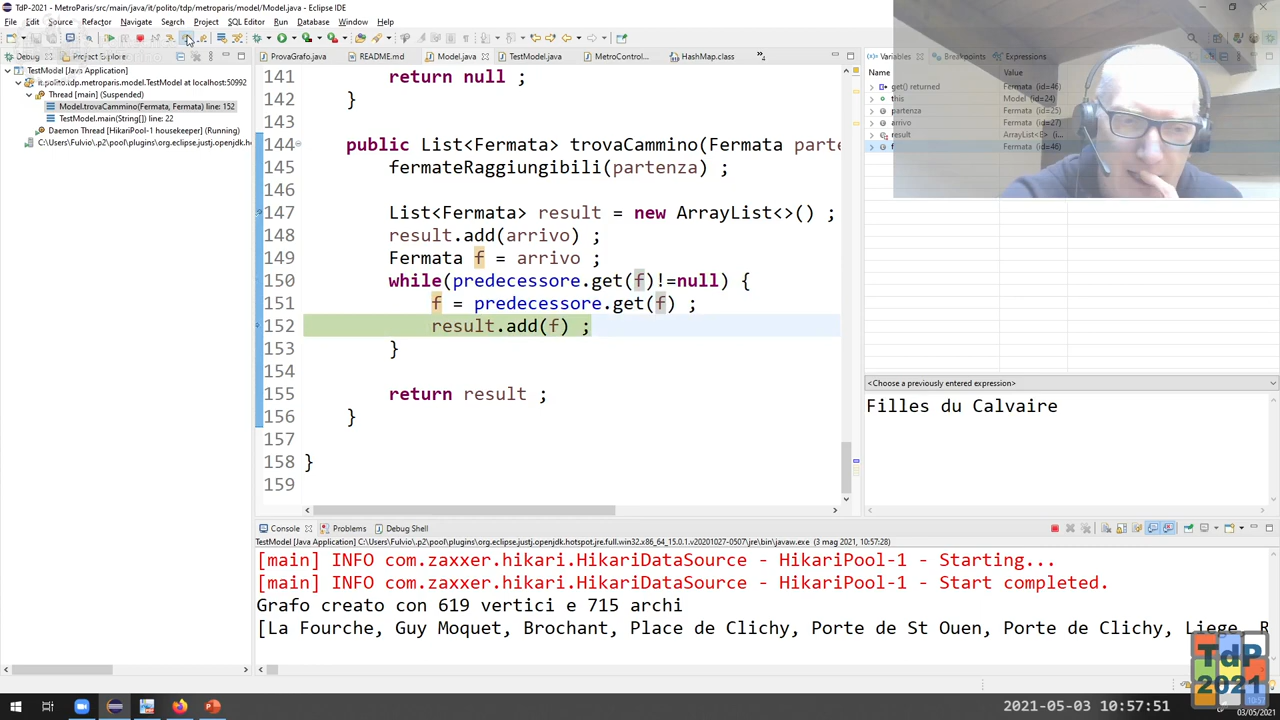 TdP-2021 - MetroParis/src/main/java/it/polito/tdp/metroparis/model/Model.java - Eclipse IDE
File Edit Source Refactor Navigate Search Project SQL Editor Run Database Window Help
Debug Project Explorer
TestModel [Java Application]
it.polito.tdp.metroparis.model.TestModel at localhost:50992
Thread [main] (Suspended)
Model.trovaCammino(Fermata, Fermata) line: 152
TestModel.main(String[]) line: 22
Daemon Thread [HikariPool-1 housekeeper] (Running)
C:\Users\Fulvio\.p2\pool\plugins\org.eclipse.justj.openjdk.
ProvaGrafo.java README.md Model.java TestModel.java MetroControl... HashMap.class
141 return null ;
142 }
143
144 public List<Fermata> trovaCammino(Fermata parte
145 fermateRaggiungibili(partenza) ;
146
147 List<Fermata> result = new ArrayList<>() ;
148 result.add(arrivo) ;
149 Fermata f = arrivo ;
150 while(predecessore.get(f)!=null) {
151 f = predecessore.get(f) ;
152 result.add(f) ;
153 }
154
155 return result ;
156 }
157
158 }
159
Variables Breakpoints Expressions
Name Value
get() returned Fermata (id=46)
this Model (id=24)
partenza Fermata (id=25)
arrivo Fermata (id=27)
result ArrayList<E> (i...
f Fermata (id=46)
<Choose a previously entered expression>
Filles du Calvaire
Console Problems Debug Shell
TestModel [Java Application] C:\Users\Fulvio\.p2\pool\plugins\org.eclipse.justj.openjdk.hotspot.jre.full.win32.x86_64_15.0.1.v20201027-0507\jre\bin\javaw.exe (3 mag 2021, 10:57:28)
[main] INFO com.zaxxer.hikari.HikariDataSource - HikariPool-1 - Starting...
[main] INFO com.zaxxer.hikari.HikariDataSource - HikariPool-1 - Start completed.
Grafo creato con 619 vertici e 715 archi
[La Fourche, Guy Moquet, Brochant, Place de Clichy, Porte de St Ouen, Porte de Clichy, Liege, R
TdP
2021
2021-05-03 10:57:51
10:57
03/05/2021